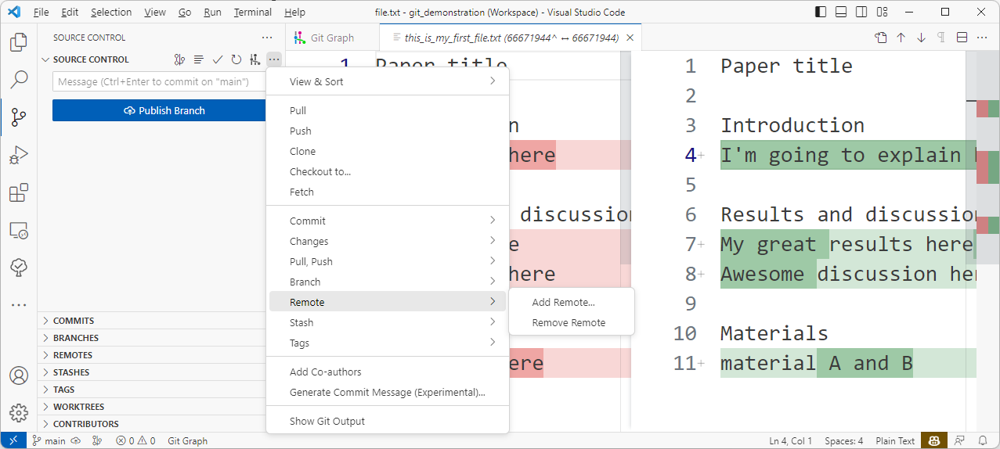 File Edit Selection View Go Run Terminal Help
file.txt - git_demonstration (Workspace) - Visual Studio Code
SOURCE CONTROL
Git Graph
this_is_my_first_file.txt (66671944^ ↔ 66671944)
SOURCE CONTROL
Message (Ctrl+Enter to commit on "main")
Publish Branch
COMMITS
BRANCHES
REMOTES
STASHES
TAGS
WORKTREES
CONTRIBUTORS
View & Sort
Pull
Push
Clone
Checkout to...
Fetch
Commit
Changes
Pull, Push
Branch
Remote
Stash
Tags
Add Co-authors
Generate Commit Message (Experimental)...
Show Git Output
Add Remote...
Remove Remote
1 Paper title
here
discussion
here
1 Paper title
2
3 Introduction
4+ I'm going to explain
5
6 Results and discussion
7+ My great results here
8+ Awesome discussion her
9
10 Materials
11+ material A and B
main 0 0 Git Graph
Ln 4, Col 1 Spaces: 4 Plain Text